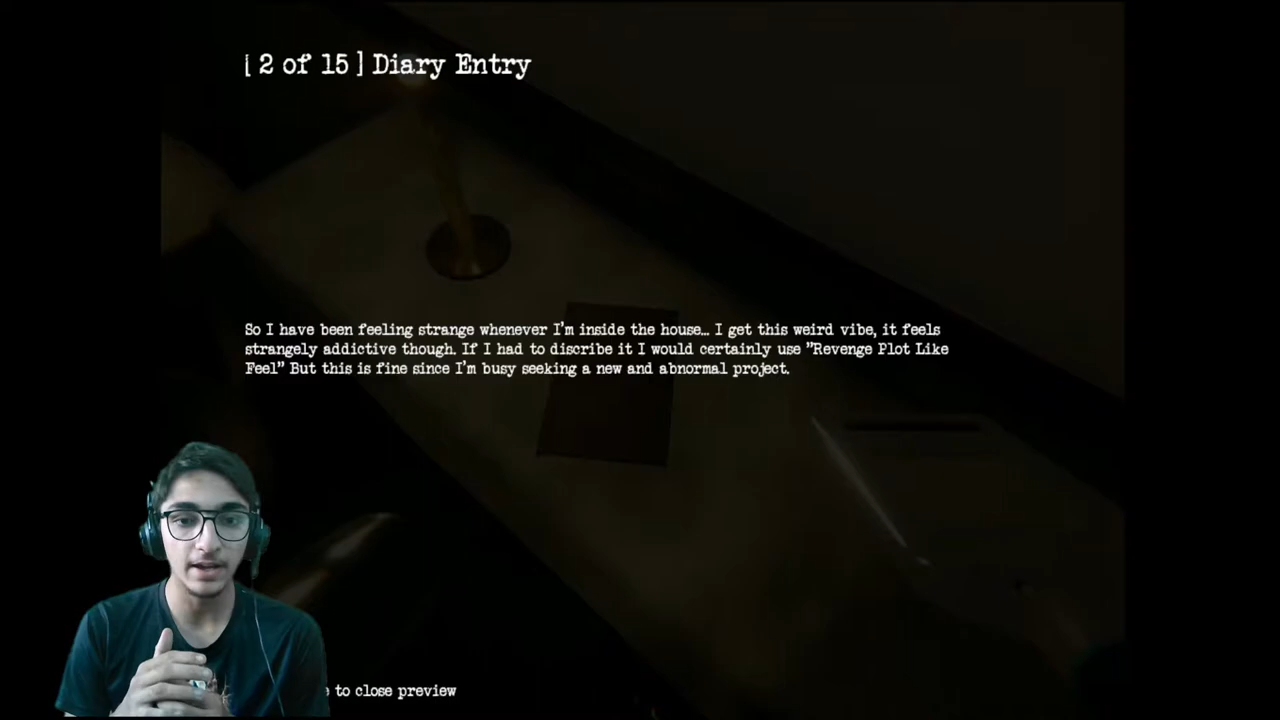 [ 2 of 15 ] Diary Entry
So I have been feeling strange whenever I'm inside the house... I get this weird vibe, it feels
strangely addictive though. If I had to discribe it I would certainly use "Revenge Plot Like
Feel" But this is fine since I'm busy seeking a new and abnormal project.
to close preview